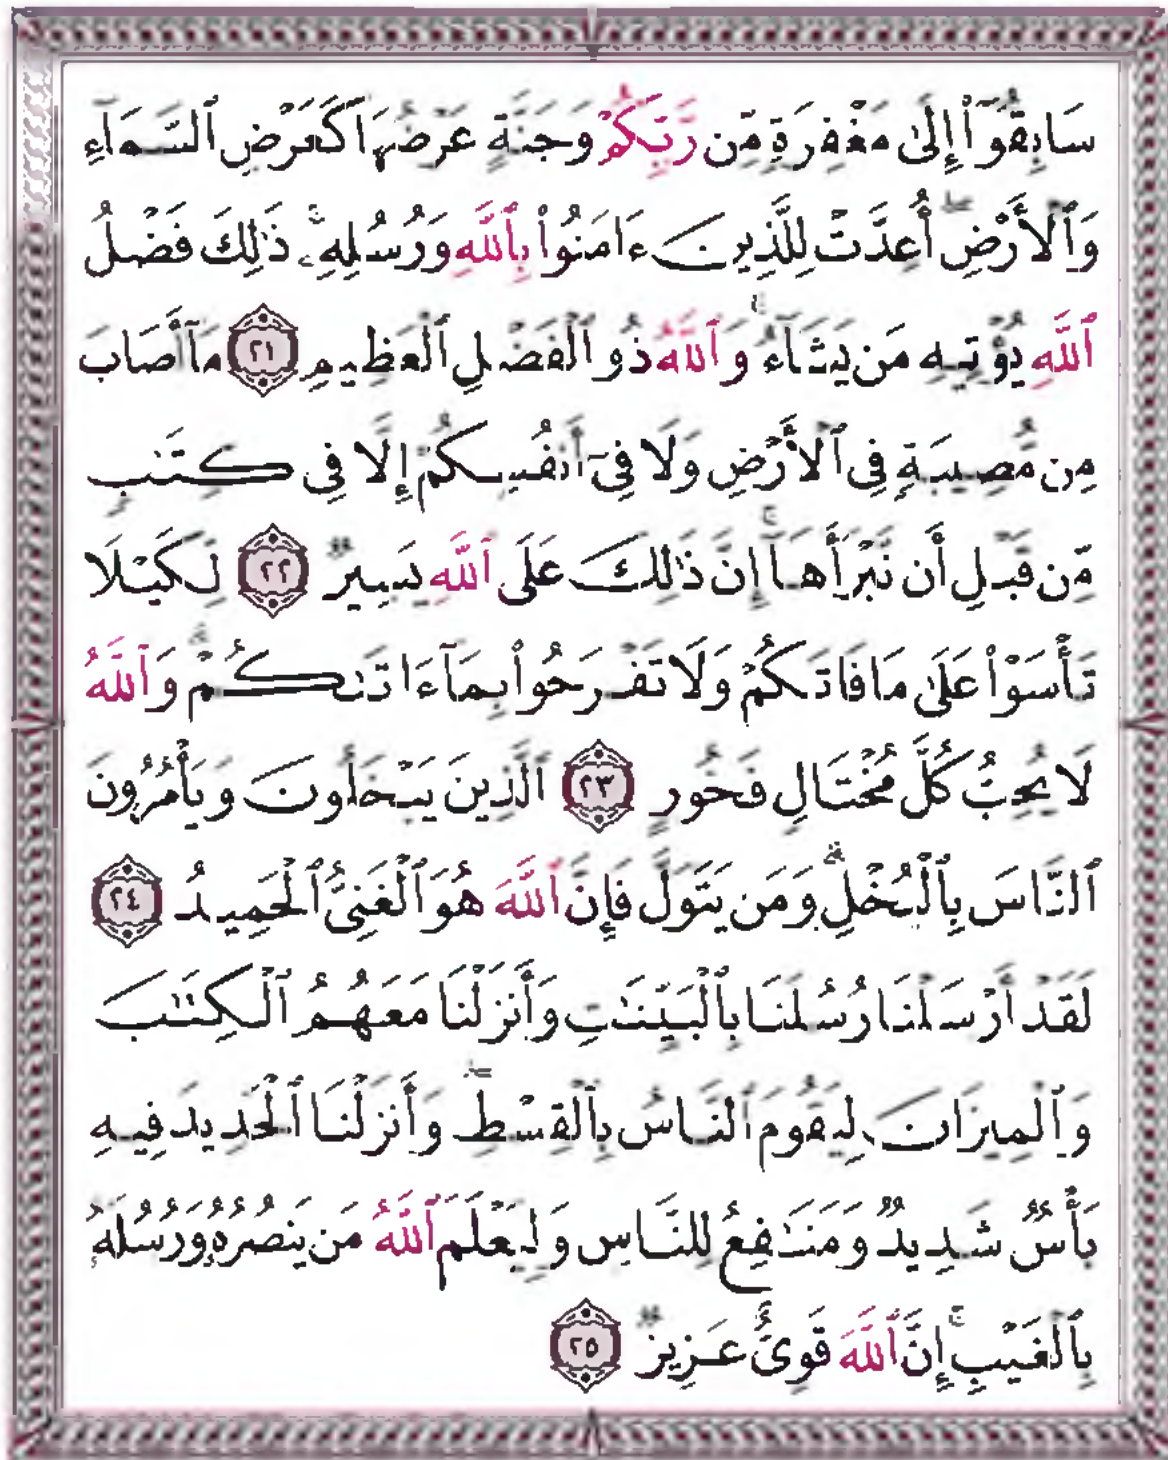 سَابِقُوٓا۟ إِلَىٰ مَغْفِرَةٍ مِّن رَّبِّكُمْ وَجَنَّةٍ عَرْضُهَا كَعَرْضِ ٱلسَّمَآءِ
وَٱلْأَرْضِ أُعِدَّتْ لِلَّذِينَ ءَامَنُوا۟ بِٱللَّهِ وَرُسُلِهِۦ ۚ ذَٰلِكَ فَضْلُ
ٱللَّهِ يُؤْتِيهِ مَن يَشَآءُ ۚ وَٱللَّهُ ذُو ٱلْفَضْلِ ٱلْعَظِيمِ ٢١ مَآ أَصَابَ
مِن مُّصِيبَةٍ فِى ٱلْأَرْضِ وَلَا فِىٓ أَنفُسِكُمْ إِلَّا فِى كِتَٰبٍ
مِّن قَبْلِ أَن نَّبْرَأَهَآ ۚ إِنَّ ذَٰلِكَ عَلَى ٱللَّهِ يَسِيرٌ ٢٢ لِّكَيْلَا
تَأْسَوْا۟ عَلَىٰ مَا فَاتَكُمْ وَلَا تَفْرَحُوا۟ بِمَآ ءَاتَىٰكُمْ ۗ وَٱللَّهُ
لَا يُحِبُّ كُلَّ مُخْتَالٍ فَخُورٍ ٢٣ ٱلَّذِينَ يَبْخَلُونَ وَيَأْمُرُونَ
ٱلنَّاسَ بِٱلْبُخْلِ ۗ وَمَن يَتَوَلَّ فَإِنَّ ٱللَّهَ هُوَ ٱلْغَنِىُّ ٱلْحَمِيدُ ٢٤
لَقَدْ أَرْسَلْنَا رُسُلَنَا بِٱلْبَيِّنَٰتِ وَأَنزَلْنَا مَعَهُمُ ٱلْكِتَٰبَ
وَٱلْمِيزَانَ لِيَقُومَ ٱلنَّاسُ بِٱلْقِسْطِ ۖ وَأَنزَلْنَا ٱلْحَدِيدَ فِيهِ
بَأْسٌ شَدِيدٌ وَمَنَٰفِعُ لِلنَّاسِ وَلِيَعْلَمَ ٱللَّهُ مَن يَنصُرُهُۥ وَرُسُلَهُۥ
بِٱلْغَيْبِ ۚ إِنَّ ٱللَّهَ قَوِىٌّ عَزِيزٌ ٢٥